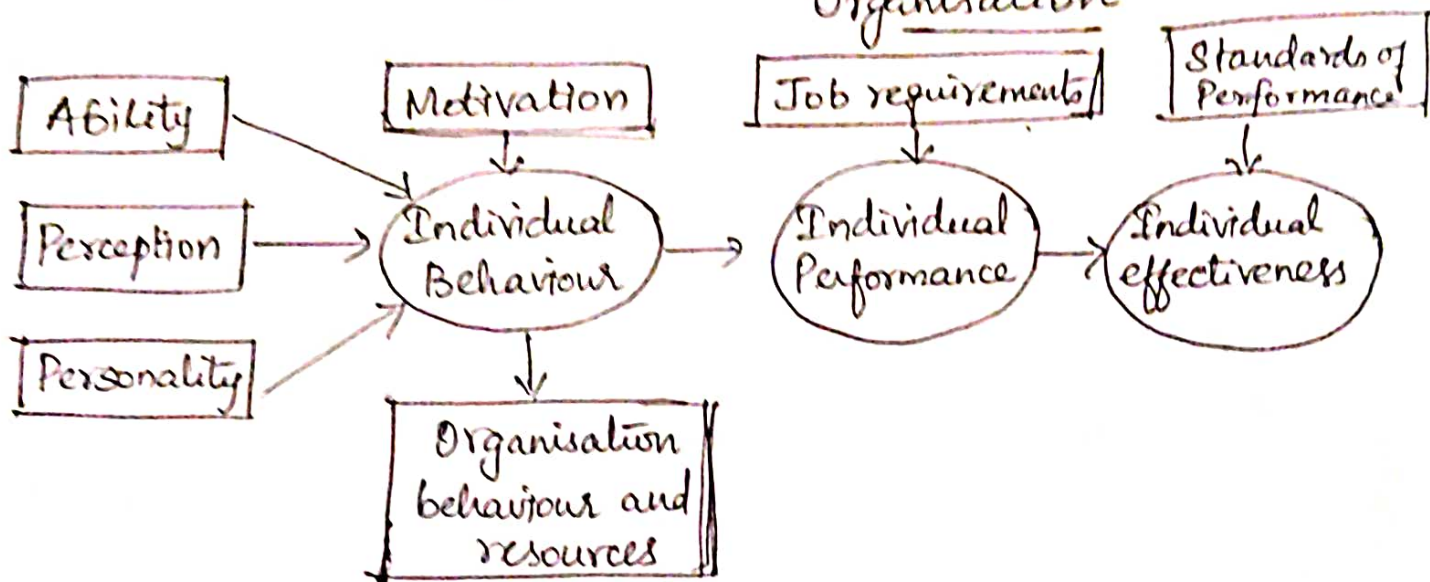 Organisation
Ability
Motivation
Job requirements
Standards of
Performance
Perception
Individual
Behaviour
Individual
Performance
Individual
effectiveness
Personality
Organisation
behaviour and
resources